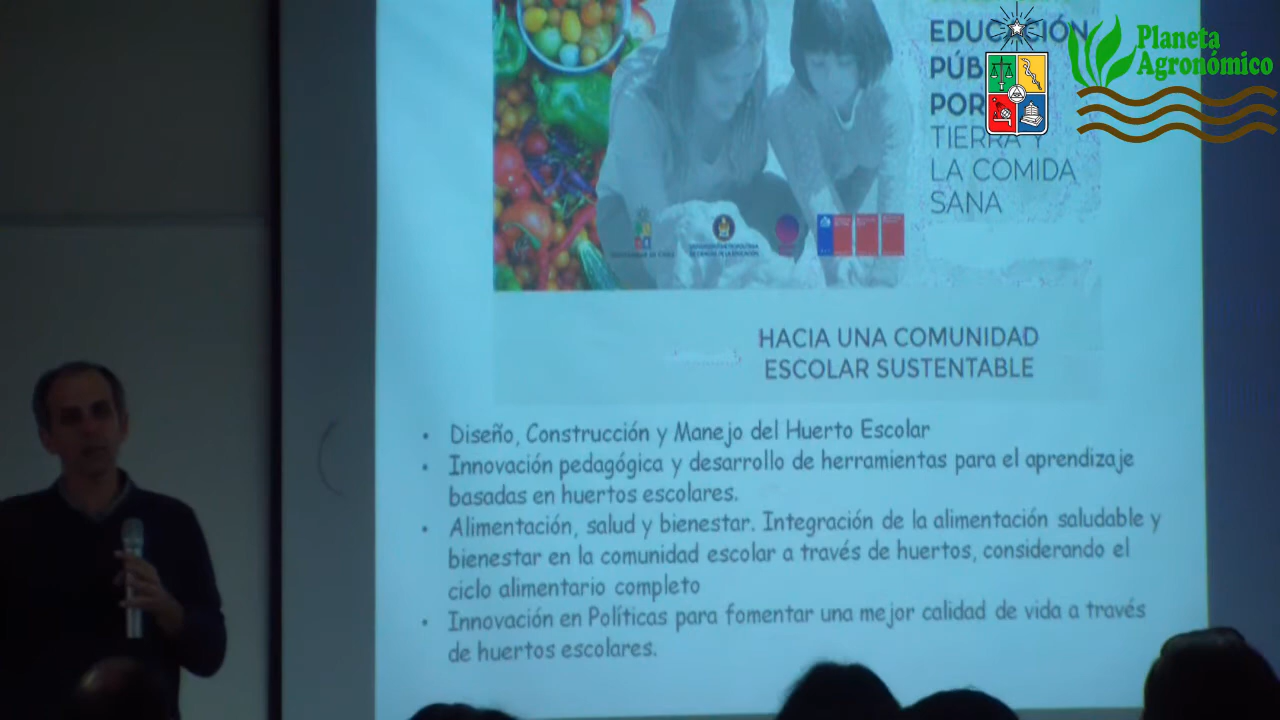 EDUCACIÓN
PÚB
POR
TIERRA Y
LA COMIDA
SANA
Planeta
Agronómico
HACIA UNA COMUNIDAD
ESCOLAR SUSTENTABLE
• Diseño, Construcción y Manejo del Huerto Escolar
• Innovación pedagógica y desarrollo de herramientas para el aprendizaje
basadas en huertos escolares.
• Alimentación, salud y bienestar. Integración de la alimentación saludable y
bienestar en la comunidad escolar a través de huertos, considerando el
ciclo alimentario completo
• Innovación en Políticas para fomentar una mejor calidad de vida a través
de huertos escolares.